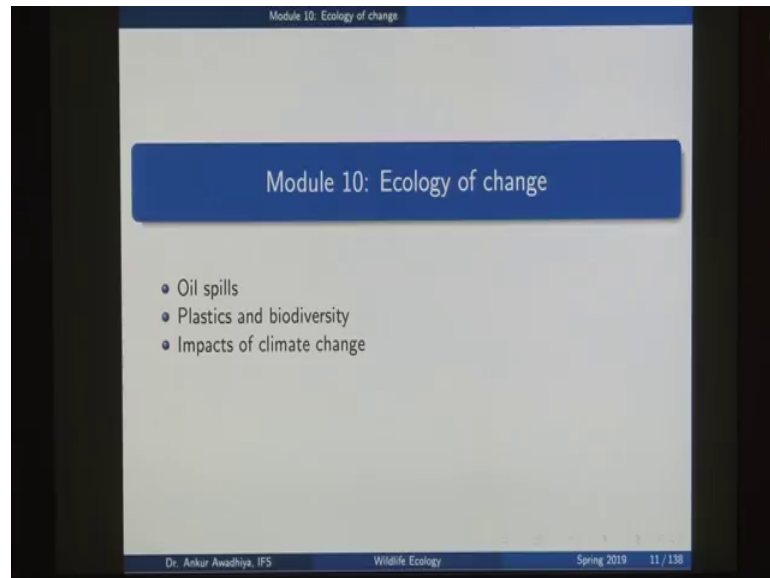 Module 10: Ecology of change
Module 10: Ecology of change
Oil spills
Plastics and biodiversity
Impacts of climate change
Dr. Ankur Awadhiya, IFS Wildlife Ecology Spring 2019 11/138